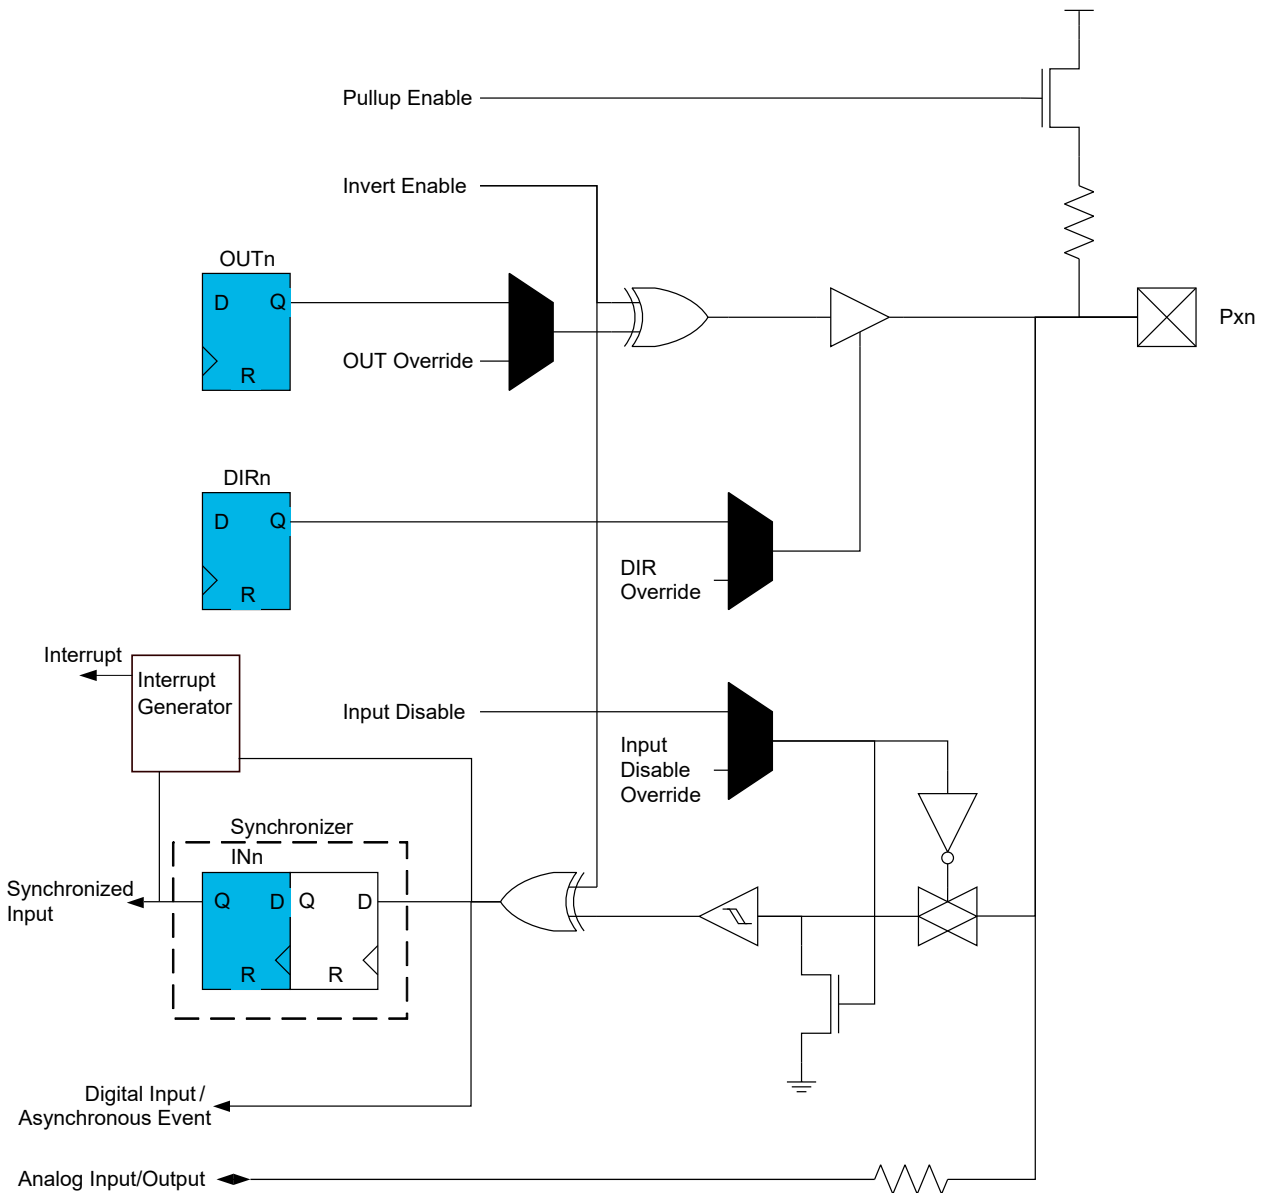 Pullup Enable
Invert Enable
OUTn
D Q
R
OUT Override
Pxn
DIRn
D Q
R
DIR
Override
Interrupt
Interrupt
Generator
Input Disable
Input
Disable
Override
Synchronizer
INn
Synchronized
Input
Q D Q D
R R
Digital Input/
Asynchronous Event
Analog Input/Output